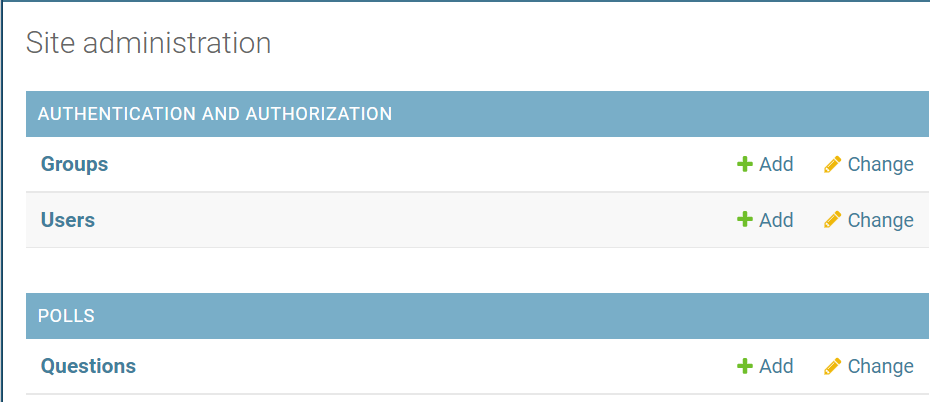 Site administration
AUTHENTICATION AND AUTHORIZATION
Groups Add Change
Users Add Change
POLLS
Questions Add Change